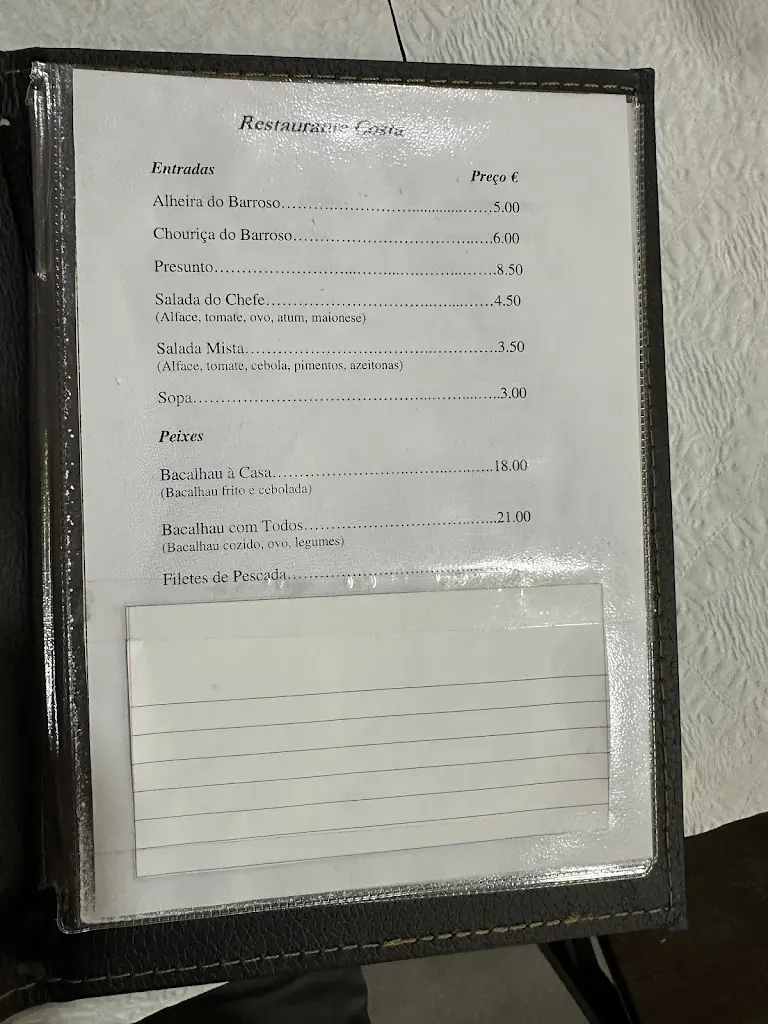 Restaurante Costa
Entradas Preço €
Alheira do Barroso........................................5.00
Chouriça do Barroso........................................6.00
Presunto........................................8.50
Salada do Chefe........................................4.50
(Alface, tomate, ovo, atum, maionese)
Salada Mista........................................3.50
(Alface, tomate, cebola, pimentos, azeitonas)
Sopa........................................3.00
Peixes
Bacalhau à Casa........................................18.00
(Bacalhau frito e cebolada)
Bacalhau com Todos........................................21.00
(Bacalhau cozido, ovo, legumes)
Filetes de Pescada........................................